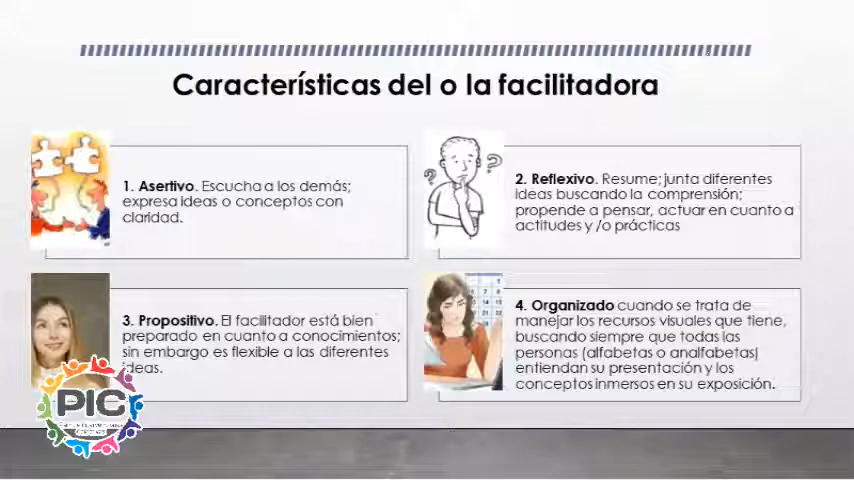 Características del o la facilitadora
1. Asertivo. Escucha a los demás;
expresa ideas o conceptos con
claridad.
2. Reflexivo. Resume; junta diferentes
ideas buscando la comprensión;
propende a pensar, actuar en cuanto a
actitudes y /o prácticas
3. Propositivo. El facilitador está bien
preparado en cuanto a conocimientos;
sin embargo es flexible a las diferentes
ideas.
4. Organizado cuando se trata de
manejar los recursos visuales que tiene,
buscando siempre que todas las
personas (alfabetas o analfabetas)
entiendan su presentación y los
conceptos inmersos en su exposición.
PIC